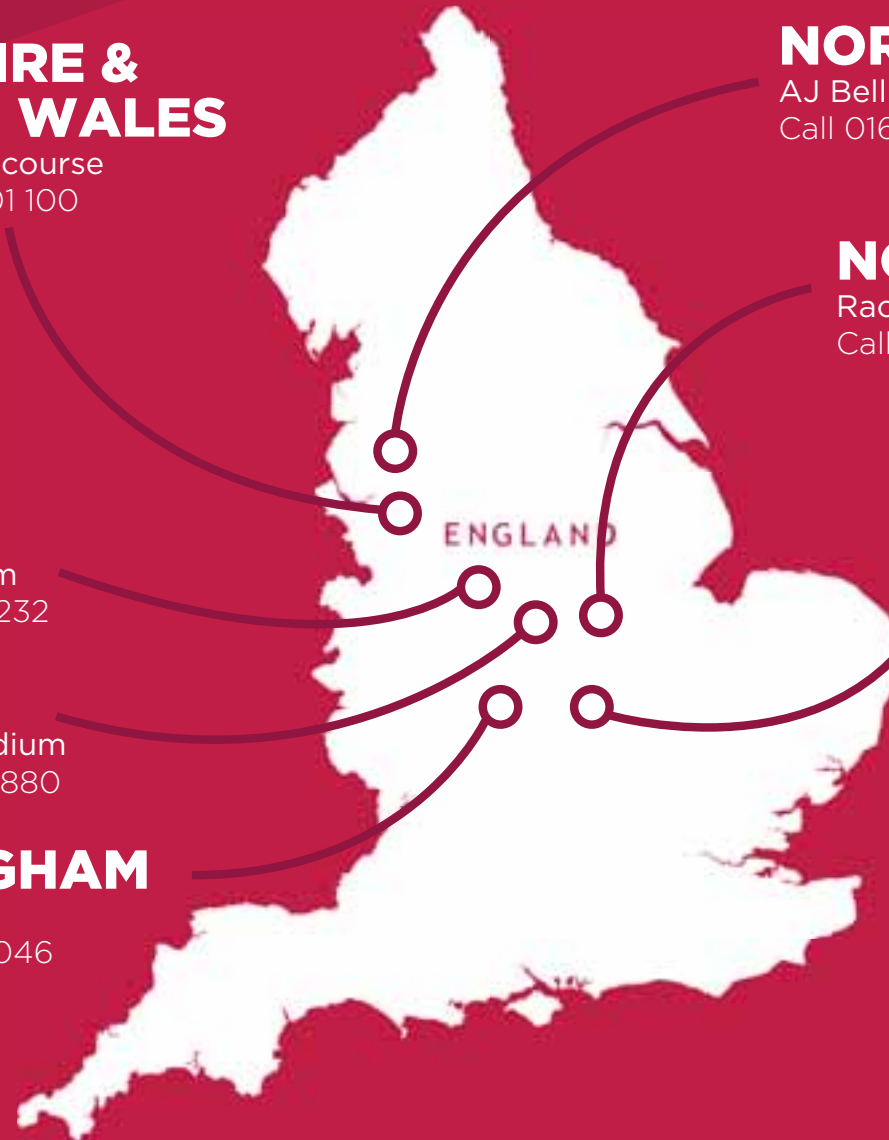 IRE &
WALES
course
01 100
NOR
AJ Bell
Call 016
NO
Rac
Call
ENGLAND
m
232
dium
880
GHAM
046